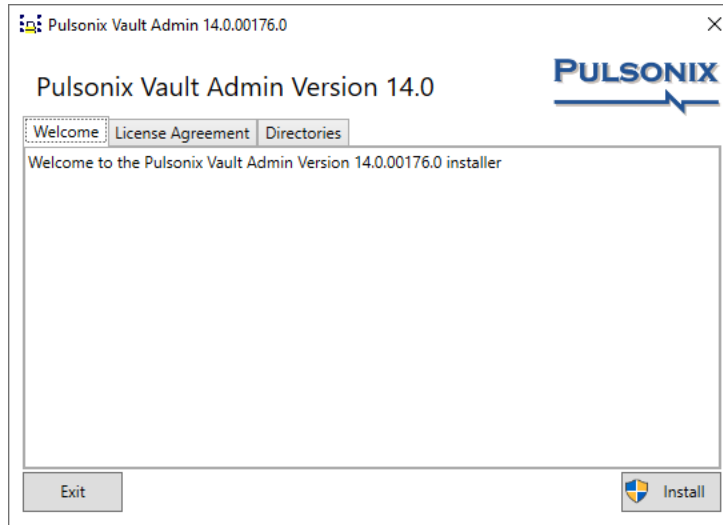 Pulsonix Vault Admin 14.0.00176.0
Pulsonix Vault Admin Version 14.0
PULSONIX
Welcome License Agreement Directories
Welcome to the Pulsonix Vault Admin Version 14.0.00176.0 installer
Exit Install